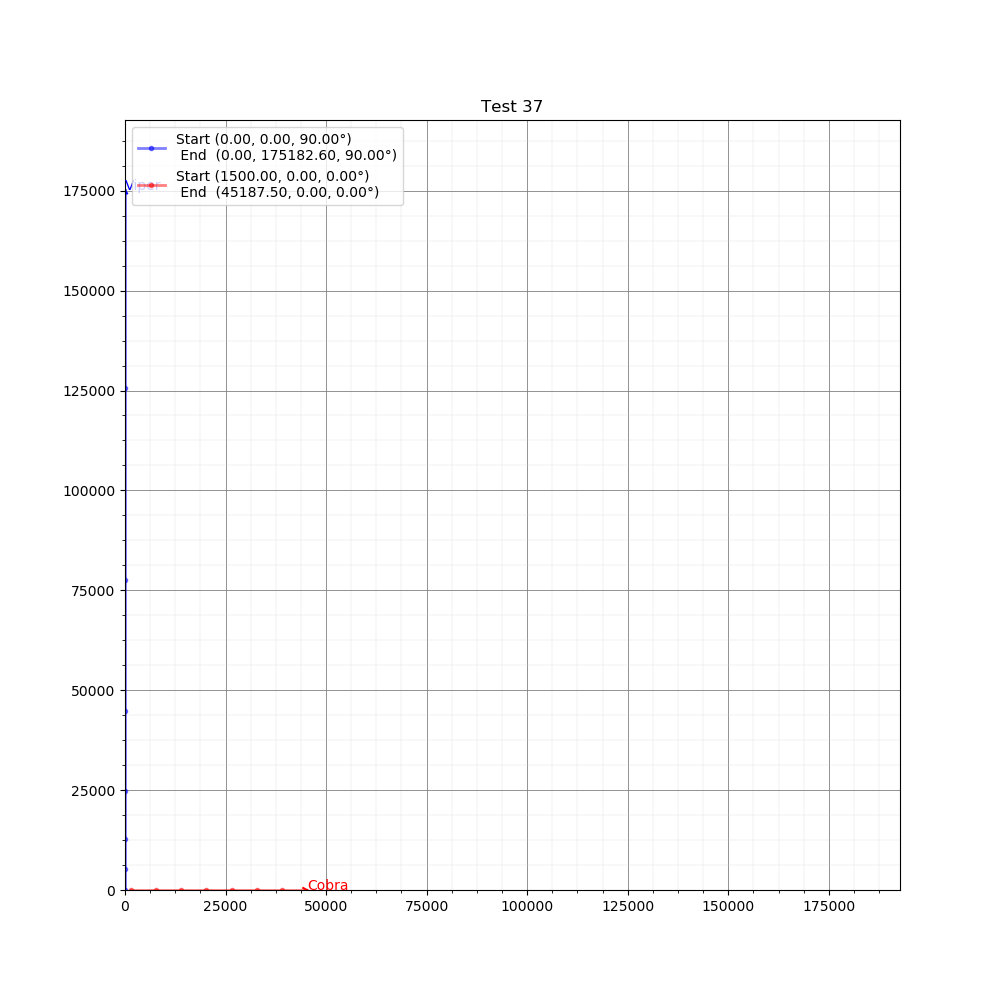 Test 37
Start (0.00, 0.00, 90.00°)
End (0.00, 175182.60, 90.00°)
Start (1500.00, 0.00, 0.00°)
End (45187.50, 0.00, 0.00°)
175000
150000
125000
100000
75000
50000
25000
0
Cobra
0 25000 50000 75000 100000 125000 150000 175000